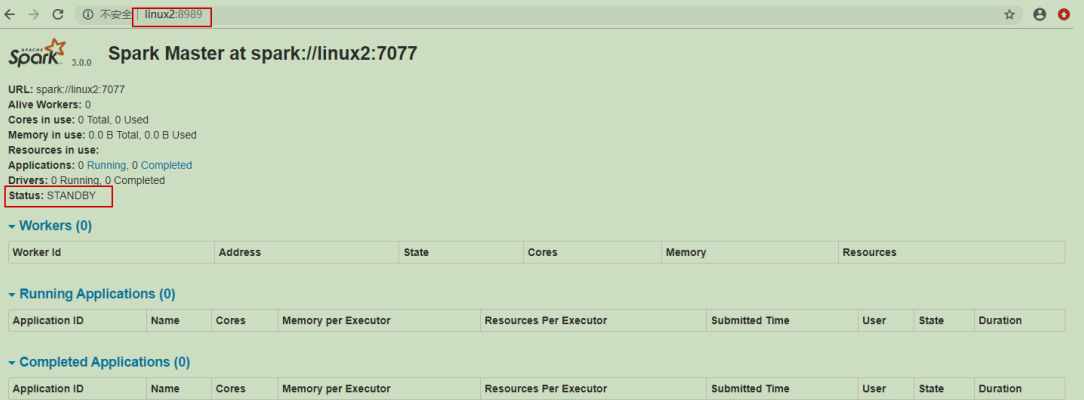 不安全 | linux2:8989
APACHE
Spark 3.0.0 Spark Master at spark://linux2:7077
URL: spark://linux2:7077
Alive Workers: 0
Cores in use: 0 Total, 0 Used
Memory in use: 0.0 B Total, 0.0 B Used
Resources in use:
Applications: 0 Running, 0 Completed
Drivers: 0 Running, 0 Completed
Status: STANDBY
Workers (0)
Worker Id Address State Cores Memory Resources
Running Applications (0)
Application ID Name Cores Memory per Executor Resources Per Executor Submitted Time User State Duration
Completed Applications (0)
Application ID Name Cores Memory per Executor Resources Per Executor Submitted Time User State Duration